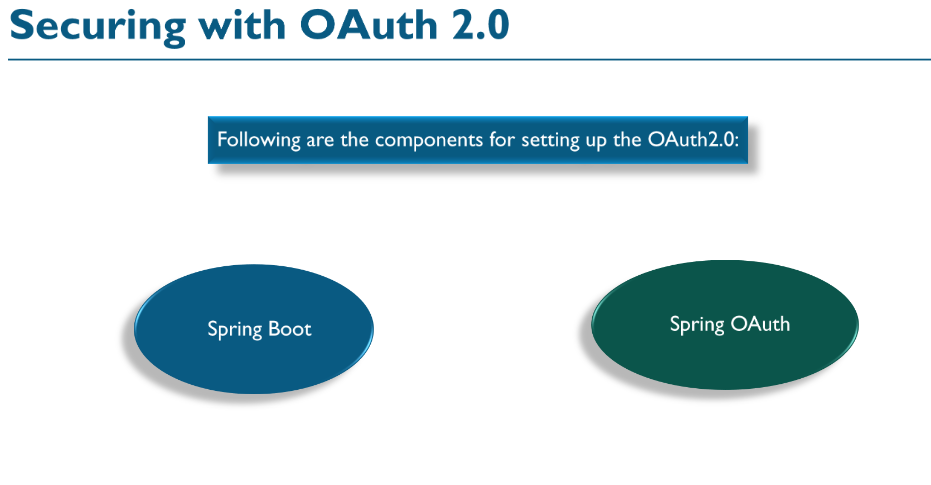 Securing with OAuth 2.0
Following are the components for setting up the OAuth2.0:
Spring Boot
Spring OAuth